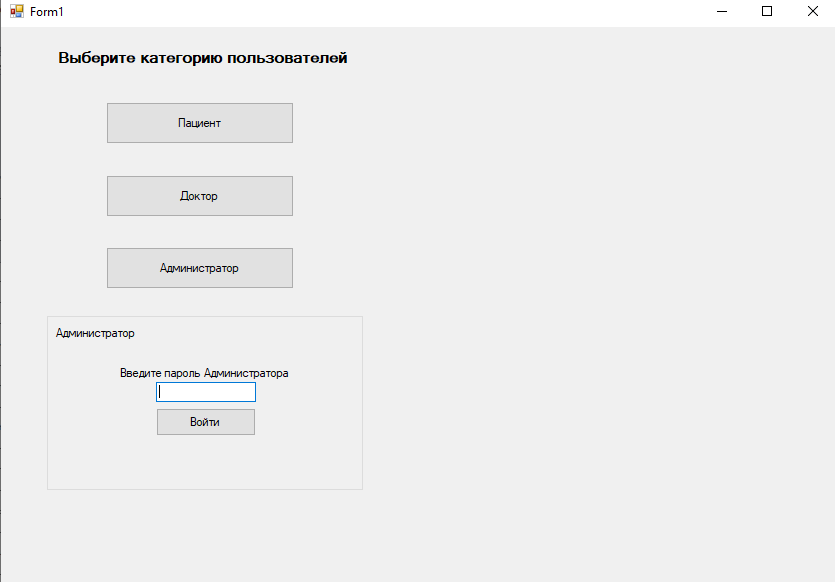 Form1
Выберите категорию пользователей
Пациент
Доктор
Администратор
Администратор
Введите пароль Администратора
Войти